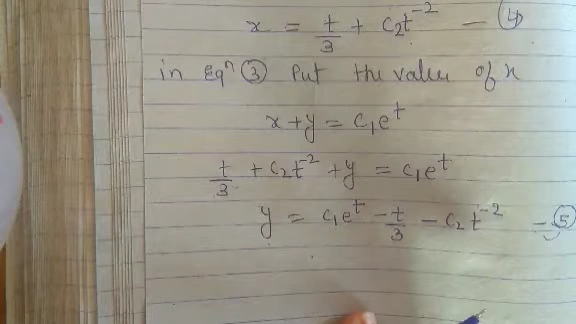 x = t/3 + c₂t⁻² — ④
in Eqⁿ ③ Put the value of x
x+y = c₁eᵗ
t/3 + c₂t⁻² + y = c₁eᵗ
y = c₁eᵗ - t/3 - c₂t⁻² — ⑤